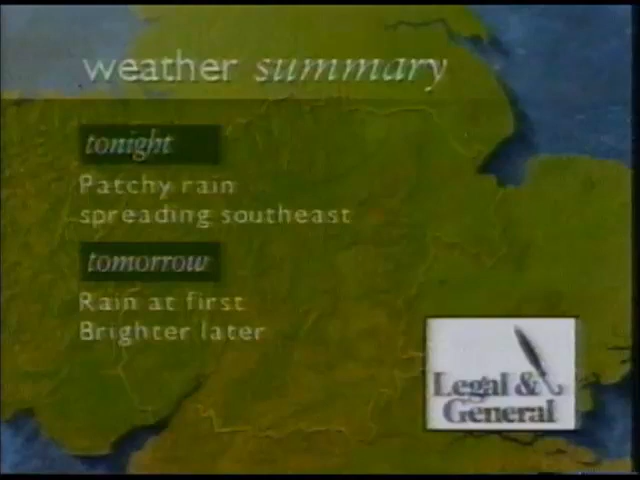 weather summary
tonight
Patchy rain
spreading southeast
tomorrow
Rain at first
Brighter later
Legal &
General